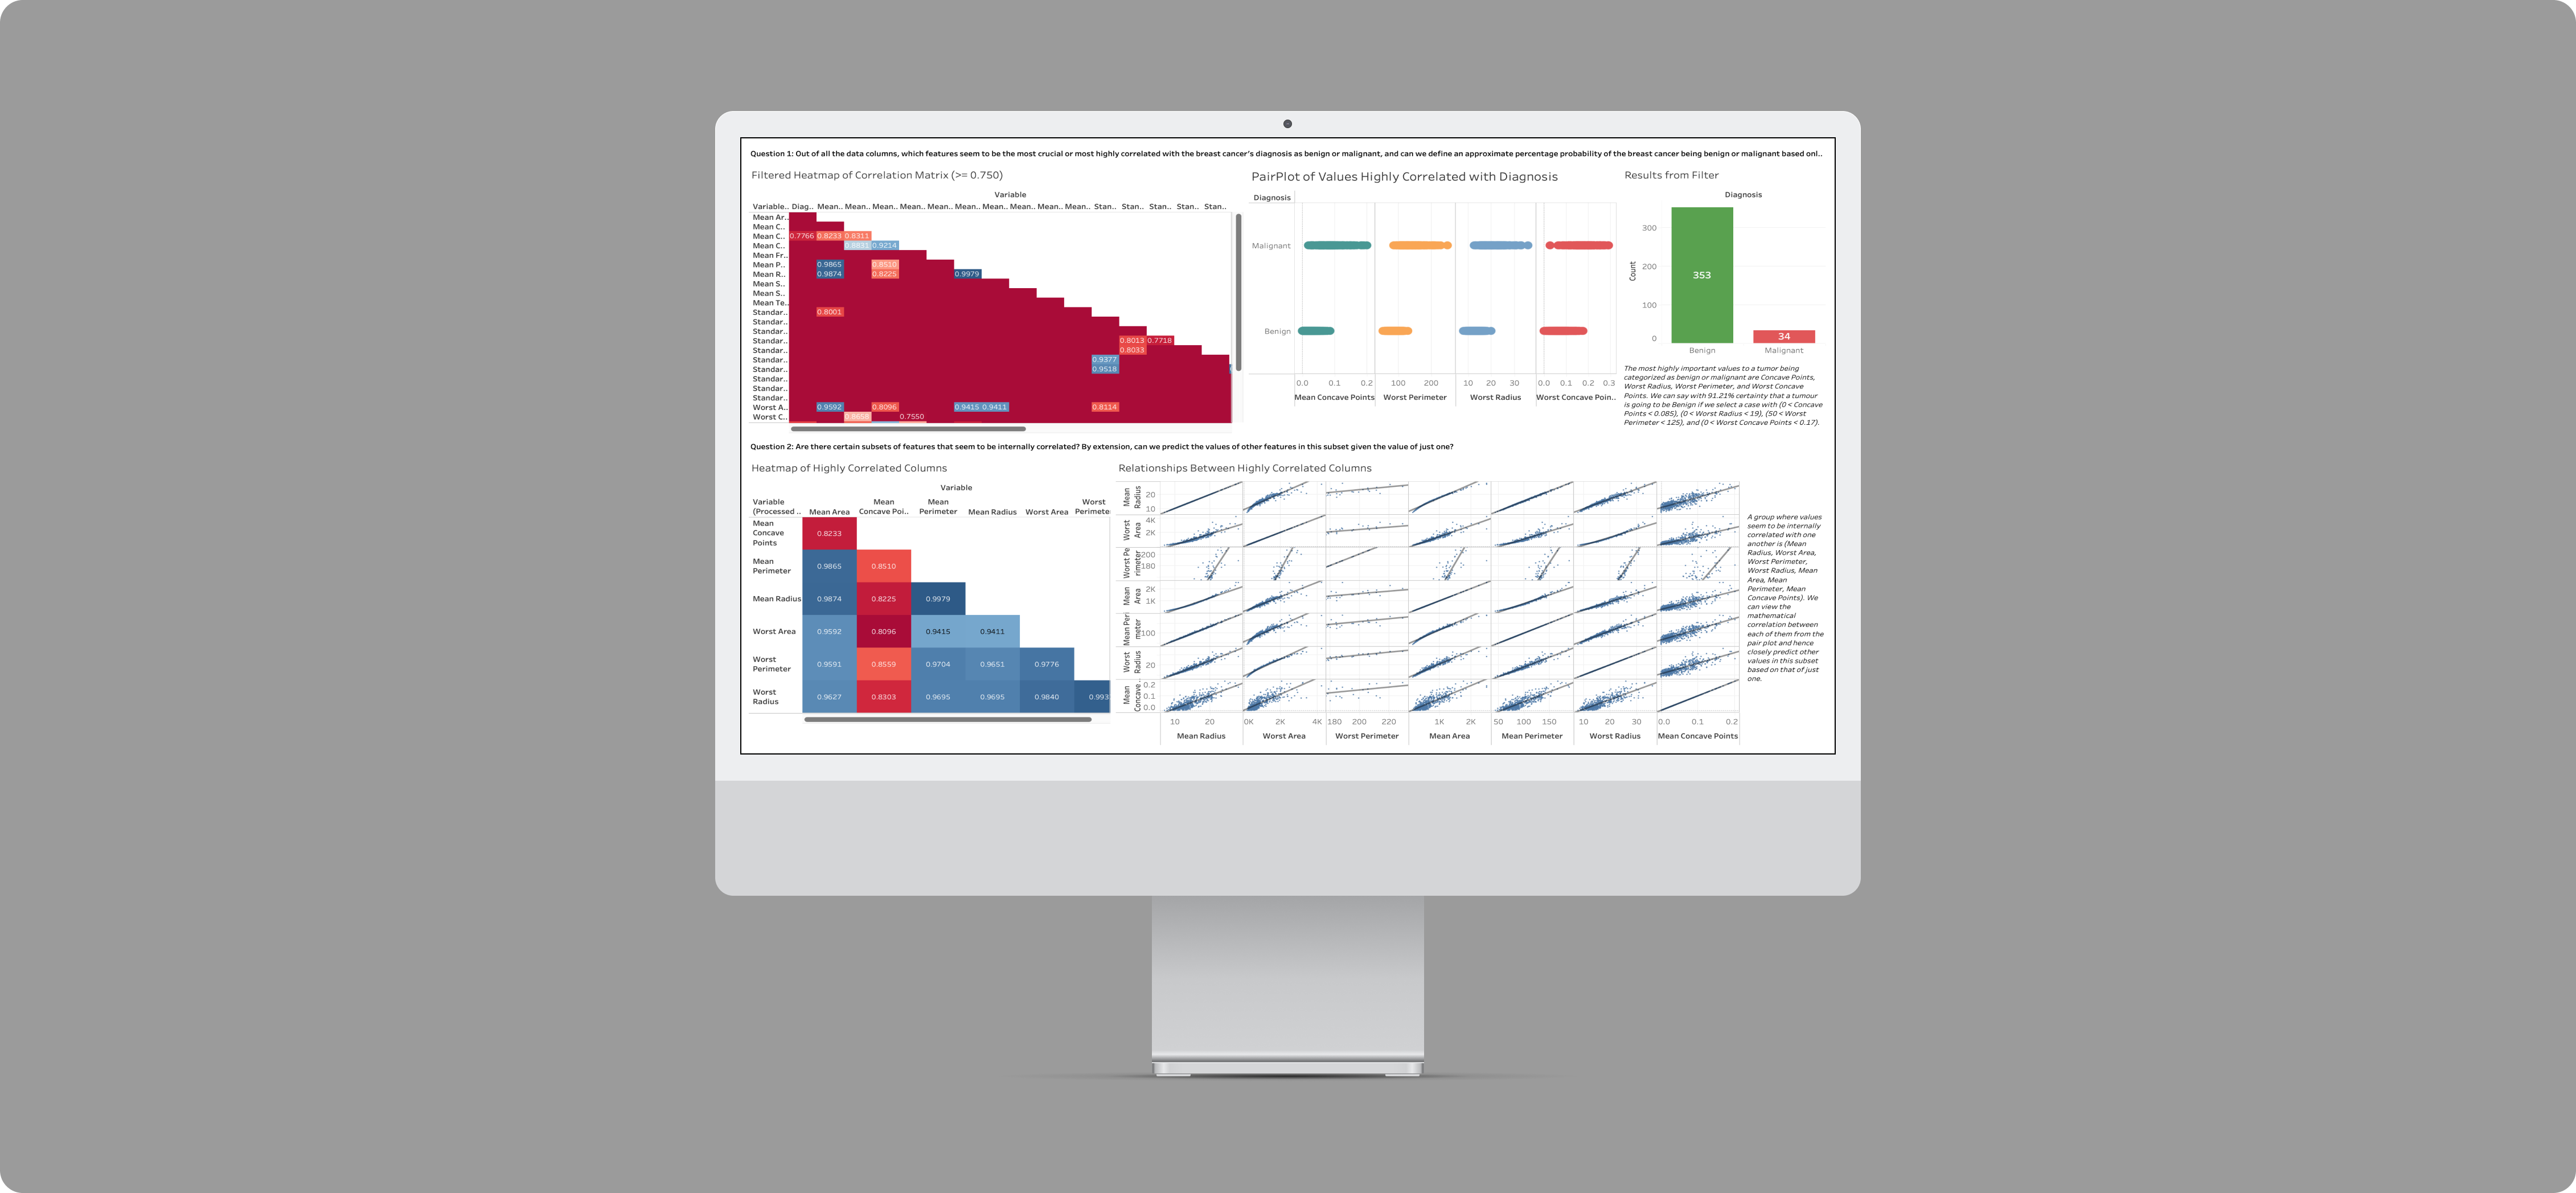 Question 1: Out of all the data columns, which features seem to be the most crucial or most highly correlated with the breast cancer's diagnosis as benign or malignant, and can we define an approximate percentage probability of the breast cancer being benign or malignant based onl..
Filtered Heatmap of Correlation Matrix (>= 0.750)
Variable
Variable.. Diag.. Mean.. Mean.. Mean.. Mean.. Mean.. Mean.. Mean.. Mean.. Mean.. Mean.. Stan.. Stan.. Stan.. Stan.. Stan..
Mean Ar..
Mean C..
Mean C.. 0.7766 0.8233 0.8311
Mean C.. 0.8831 0.9214
Mean Fr..
Mean P.. 0.9865 0.8510
Mean R.. 0.9874 0.8225 0.9979
Mean S..
Mean S..
Mean Te..
Standar.. 0.8001
Standar..
Standar..
Standar.. 0.8013 0.7718
Standar.. 0.8033
Standar.. 0.9377
Standar.. 0.9518
Standar..
Standar..
Standar..
Worst A.. 0.9592 0.8096 0.9415 0.9411 0.8114
Worst C.. 0.7550
PairPlot of Values Highly Correlated with Diagnosis
Diagnosis
Malignant
Benign
0.0 0.1 0.2 100 200 10 20 30 0.0 0.1 0.2 0.3
Mean Concave Points Worst Perimeter Worst Radius Worst Concave Poin..
Results from Filter
Diagnosis
Count
300
200
100
0
353
34
Benign Malignant
The most highly important values to a tumor being
categorized as benign or malignant are Concave Points,
Worst Radius, Worst Perimeter, and Worst Concave
Points. We can say with 91.21% certainty that a tumour
is going to be Benign if we select a case with (0 < Concave
Points < 0.085), (0 < Worst Radius < 19), (50 < Worst
Perimeter < 125), and (0 < Worst Concave Points < 0.17).
Question 2: Are there certain subsets of features that seem to be internally correlated? By extension, can we predict the values of other features in this subset given the value of just one?
Heatmap of Highly Correlated Columns
Variable
Variable Mean Mean Worst
(Processed .. Mean Area Concave Poi.. Perimeter Mean Radius Worst Area Perimete
Mean
Concave
Points
0.8233
Mean
Perimeter
0.9865 0.8510
Mean Radius 0.9874 0.8225 0.9979
Worst Area 0.9592 0.8096 0.9415 0.9411
Worst
Perimeter
0.9591 0.8559 0.9704 0.9651 0.9776
Worst
Radius
0.9627 0.8303 0.9695 0.9695 0.9840 0.993
Relationships Between Highly Correlated Columns
Mean
Radius
20
10
Worst
Area
4K
2K
Worst Pe
rimeter
200
180
Mean
Area
2K
1K
Mean Peri
meter
100
Worst
Radius
20
Mean
Concave..
0.2
0.1
0.0
10 20 0K 2K 4K 180 200 220 1K 2K 50 100 150 10 20 30 0.0 0.1 0.2
Mean Radius Worst Area Worst Perimeter Mean Area Mean Perimeter Worst Radius Mean Concave Points
A group where values
seem to be internally
correlated with one
another is (Mean
Radius, Worst Area,
Worst Perimeter,
Worst Radius, Mean
Area, Mean
Perimeter, Mean
Concave Points). We
can view the
mathematical
correlation between
each of them from the
pair plot and hence
closely predict other
values in this subset
based on that of just
one.